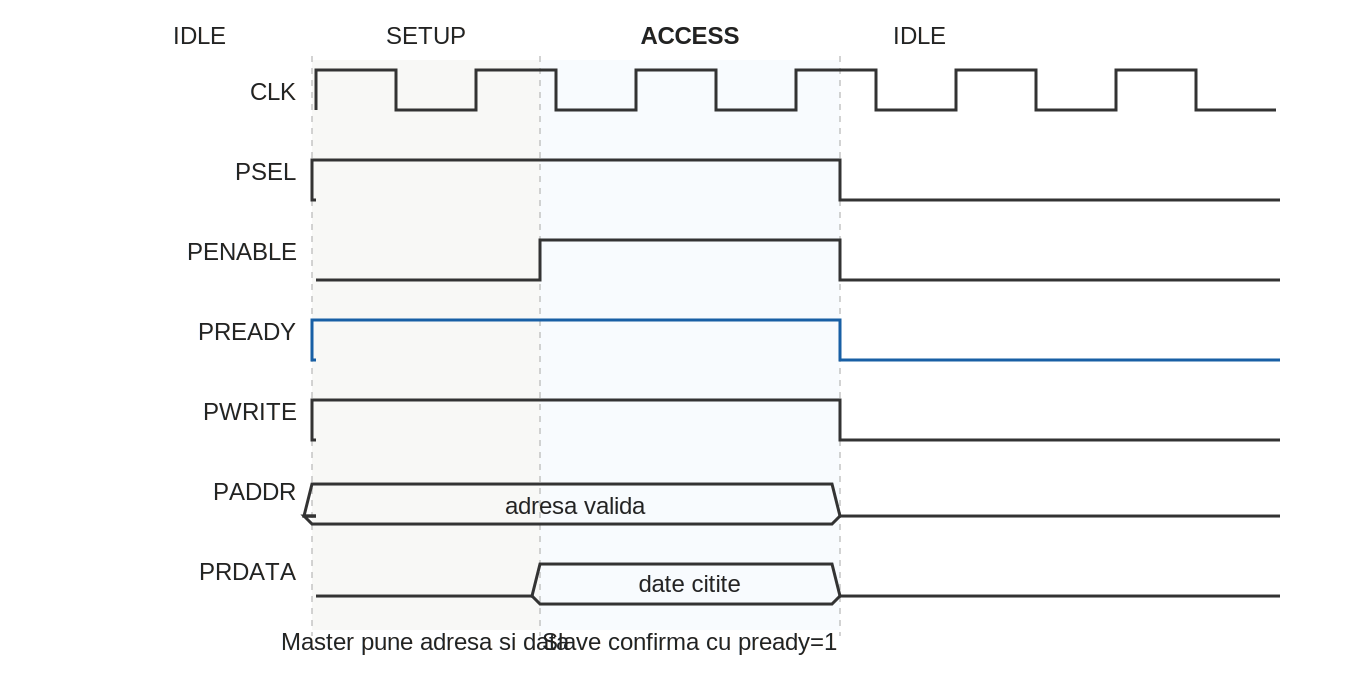 IDLE SETUP ACCESS IDLE
CLK
PSEL
PENABLE
PREADY
PWRITE
PADDR adresa valida
PRDATA date citite
Master pune adresa si data Slave confirma cu pready=1